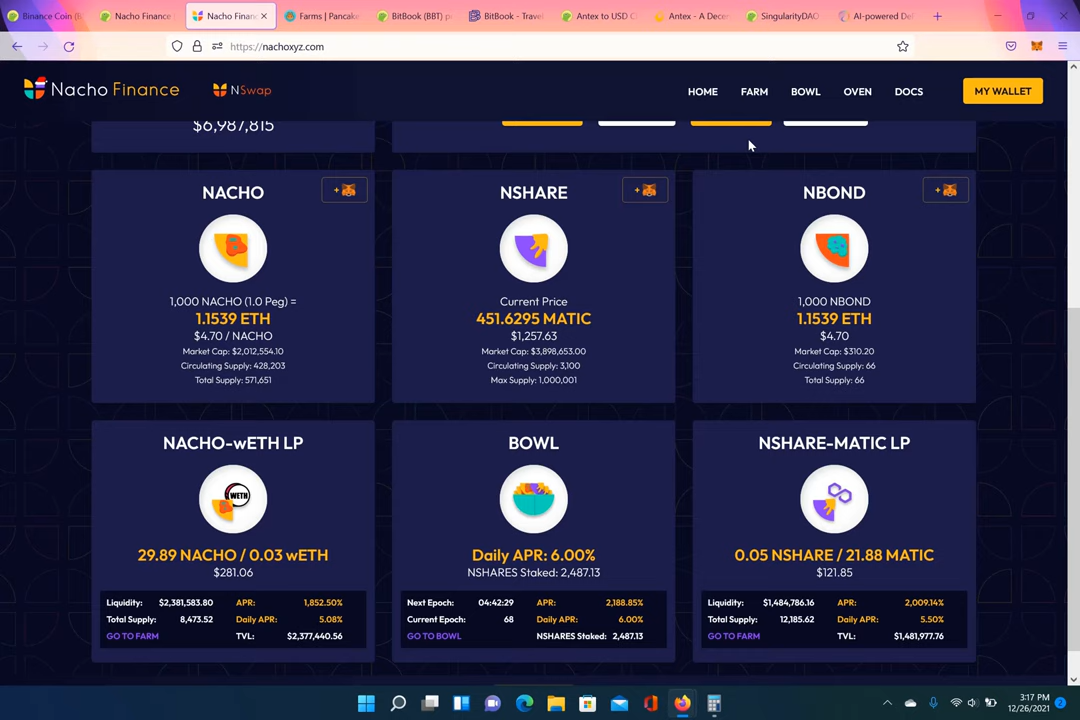 Binance Coin (
Nacho Finance
Nacho Finan
Farms | Pancak
BitBook (BBT) p
BitBook - Trave
Antex to USD C
Antex - A Decen
SingularityDAO
AI-powered De
https://nachoxyz.com
Nacho Finance
NSwap
HOME
FARM
BOWL
OVEN
DOCS
MY WALLET
$6,987,815
NACHO
1,000 NACHO (1.0 Peg) =
1.1539 ETH
$4.70 / NACHO
Market Cap: $2,012,554.10
Circulating Supply: 428,203
Total Supply: 571,651
NSHARE
Current Price
451.6295 MATIC
$1,257.63
Market Cap: $3,898,653.00
Circulating Supply: 3,100
Max Supply: 1,000,001
NBOND
1,000 NBOND
1.1539 ETH
$4.70
Market Cap: $310.20
Circulating Supply: 66
Total Supply: 66
NACHO-wETH LP
WETH
29.89 NACHO / 0.03 wETH
$281.06
Liquidity: $2,381,583.80 APR: 1,852.50%
Total Supply: 8,473.52 Daily APR: 5.08%
GO TO FARM TVL: $2,377,440.56
BOWL
Daily APR: 6.00%
NSHARES Staked: 2,487.13
Next Epoch: 04:42:29 APR: 2,188.85%
Current Epoch: 68 Daily APR: 6.00%
GO TO BOWL NSHARES Staked: 2,487.13
NSHARE-MATIC LP
0.05 NSHARE / 21.88 MATIC
$121.85
Liquidity: $1,484,786.16 APR: 2,009.14%
Total Supply: 12,185.62 Daily APR: 5.50%
GO TO FARM TVL: $1,481,977.76
3:17 PM
12/26/2021